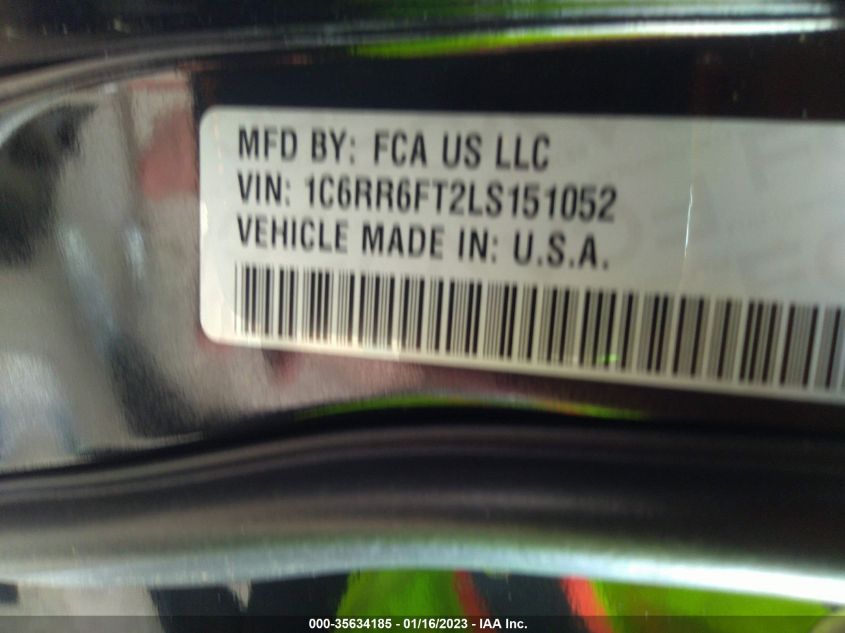 MFD BY: FCA US LLC
VIN: 1C6RR6FT2LS151052
VEHICLE MADE IN: U.S.A.
000-35634185 - 01/16/2023 - IAA Inc.